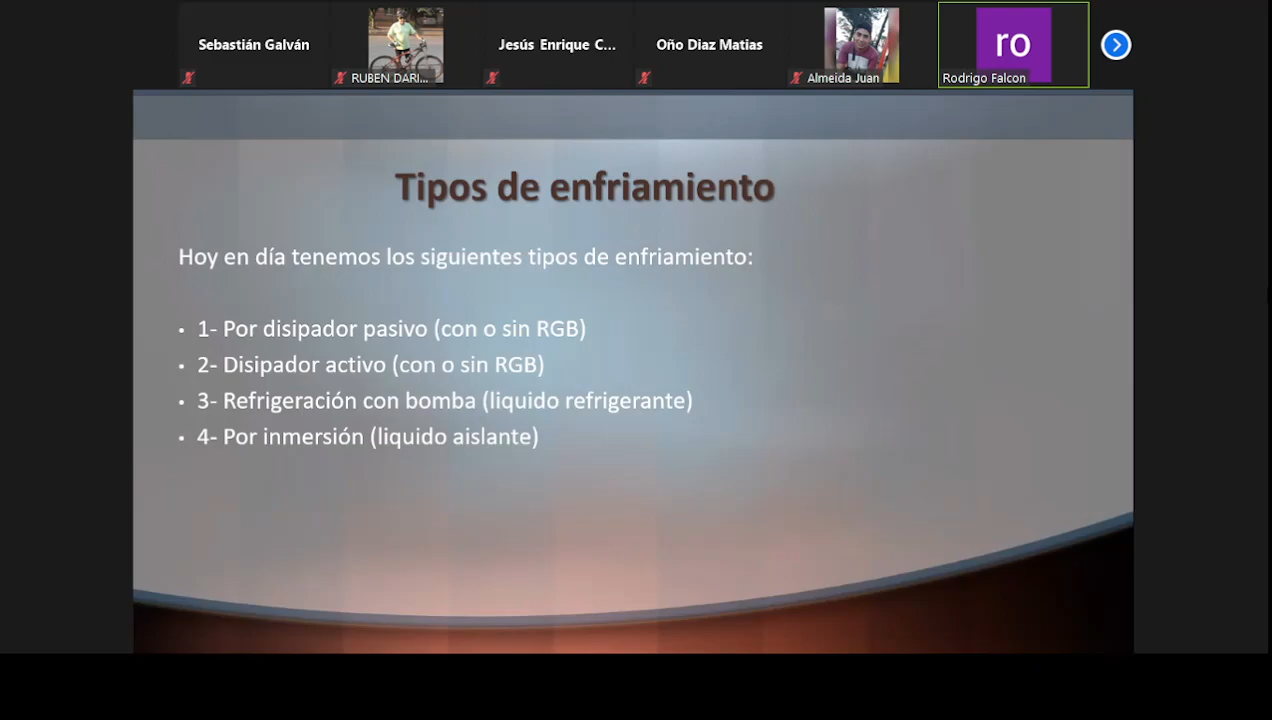 Sebastián Galván
RUBEN DARI...
Jesús Enrique C...
Oño Diaz Matias
Almeida Juan
ro
Rodrigo Falcon
Tipos de enfriamiento
Hoy en día tenemos los siguientes tipos de enfriamiento:
• 1- Por disipador pasivo (con o sin RGB)
• 2- Disipador activo (con o sin RGB)
• 3- Refrigeración con bomba (liquido refrigerante)
• 4- Por inmersión (liquido aislante)